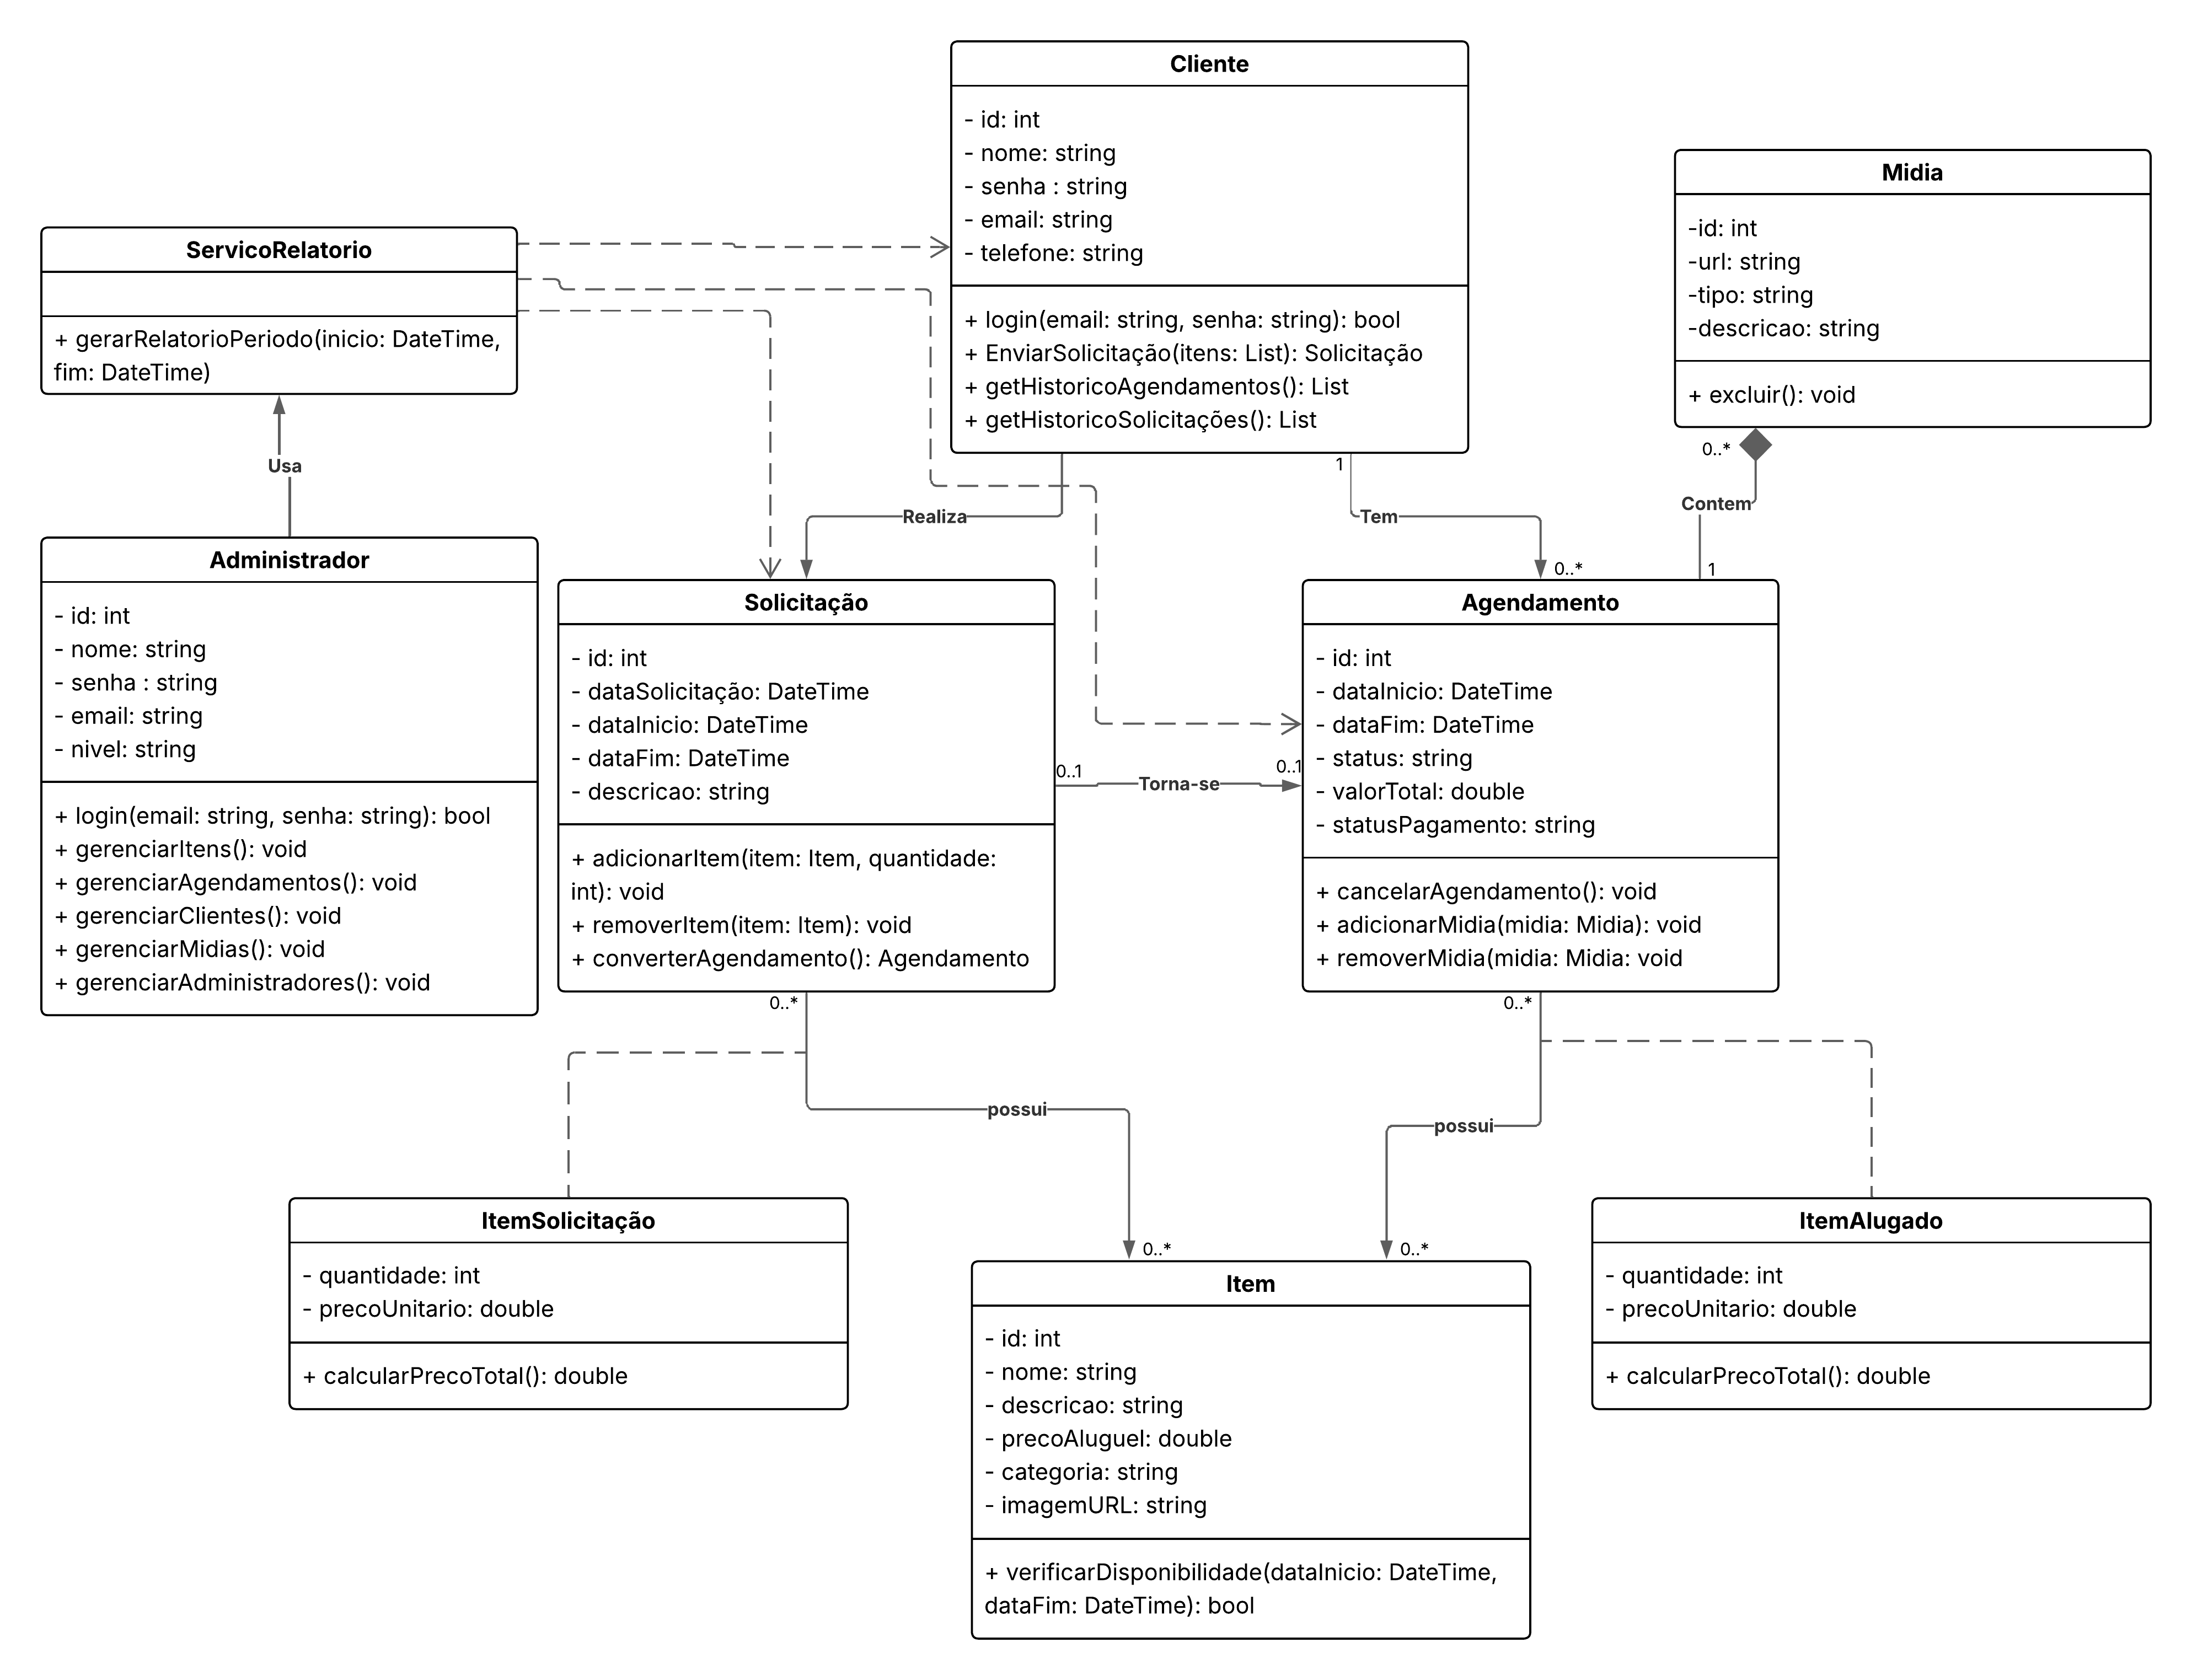 Cliente
- id: int
- nome: string
- senha : string
- email: string
- telefone: string
+ login(email: string, senha: string): bool
+ EnviarSolicitação(itens: List): Solicitação
+ getHistoricoAgendamentos(): List
+ getHistoricoSolicitações(): List
Midia
-id: int
-url: string
-tipo: string
-descricao: string
+ excluir(): void
ServicoRelatorio
+ gerarRelatorioPeriodo(inicio: DateTime,
fim: DateTime)
Usa
Realiza
1
Tem
0..*
0..*
Contem
1
Administrador
- id: int
- nome: string
- senha : string
- email: string
- nivel: string
+ login(email: string, senha: string): bool
+ gerenciarItens(): void
+ gerenciarAgendamentos(): void
+ gerenciarClientes(): void
+ gerenciarMidias(): void
+ gerenciarAdministradores(): void
Solicitação
- id: int
- dataSolicitação: DateTime
- dataInicio: DateTime
- dataFim: DateTime
- descricao: string
+ adicionarItem(item: Item, quantidade:
int): void
+ removerItem(item: Item): void
+ converterAgendamento(): Agendamento
0..1
Torna-se
0..1
Agendamento
- id: int
- dataInicio: DateTime
- dataFim: DateTime
- status: string
- valorTotal: double
- statusPagamento: string
+ cancelarAgendamento(): void
+ adicionarMidia(midia: Midia): void
+ removerMidia(midia: Midia: void
0..*
possui
0..*
0..*
possui
0..*
ItemSolicitação
- quantidade: int
- precoUnitario: double
+ calcularPrecoTotal(): double
Item
- id: int
- nome: string
- descricao: string
- precoAluguel: double
- categoria: string
- imagemURL: string
+ verificarDisponibilidade(dataInicio: DateTime,
dataFim: DateTime): bool
ItemAlugado
- quantidade: int
- precoUnitario: double
+ calcularPrecoTotal(): double